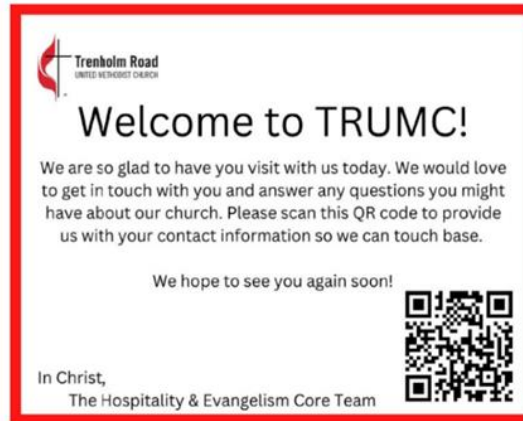 Trenholm Road
UNITED METHODIST CHURCH
Welcome to TRUMC!
We are so glad to have you visit with us today. We would love
to get in touch with you and answer any questions you might
have about our church. Please scan this QR code to provide
us with your contact information so we can touch base.
We hope to see you again soon!
In Christ,
The Hospitality & Evangelism Core Team